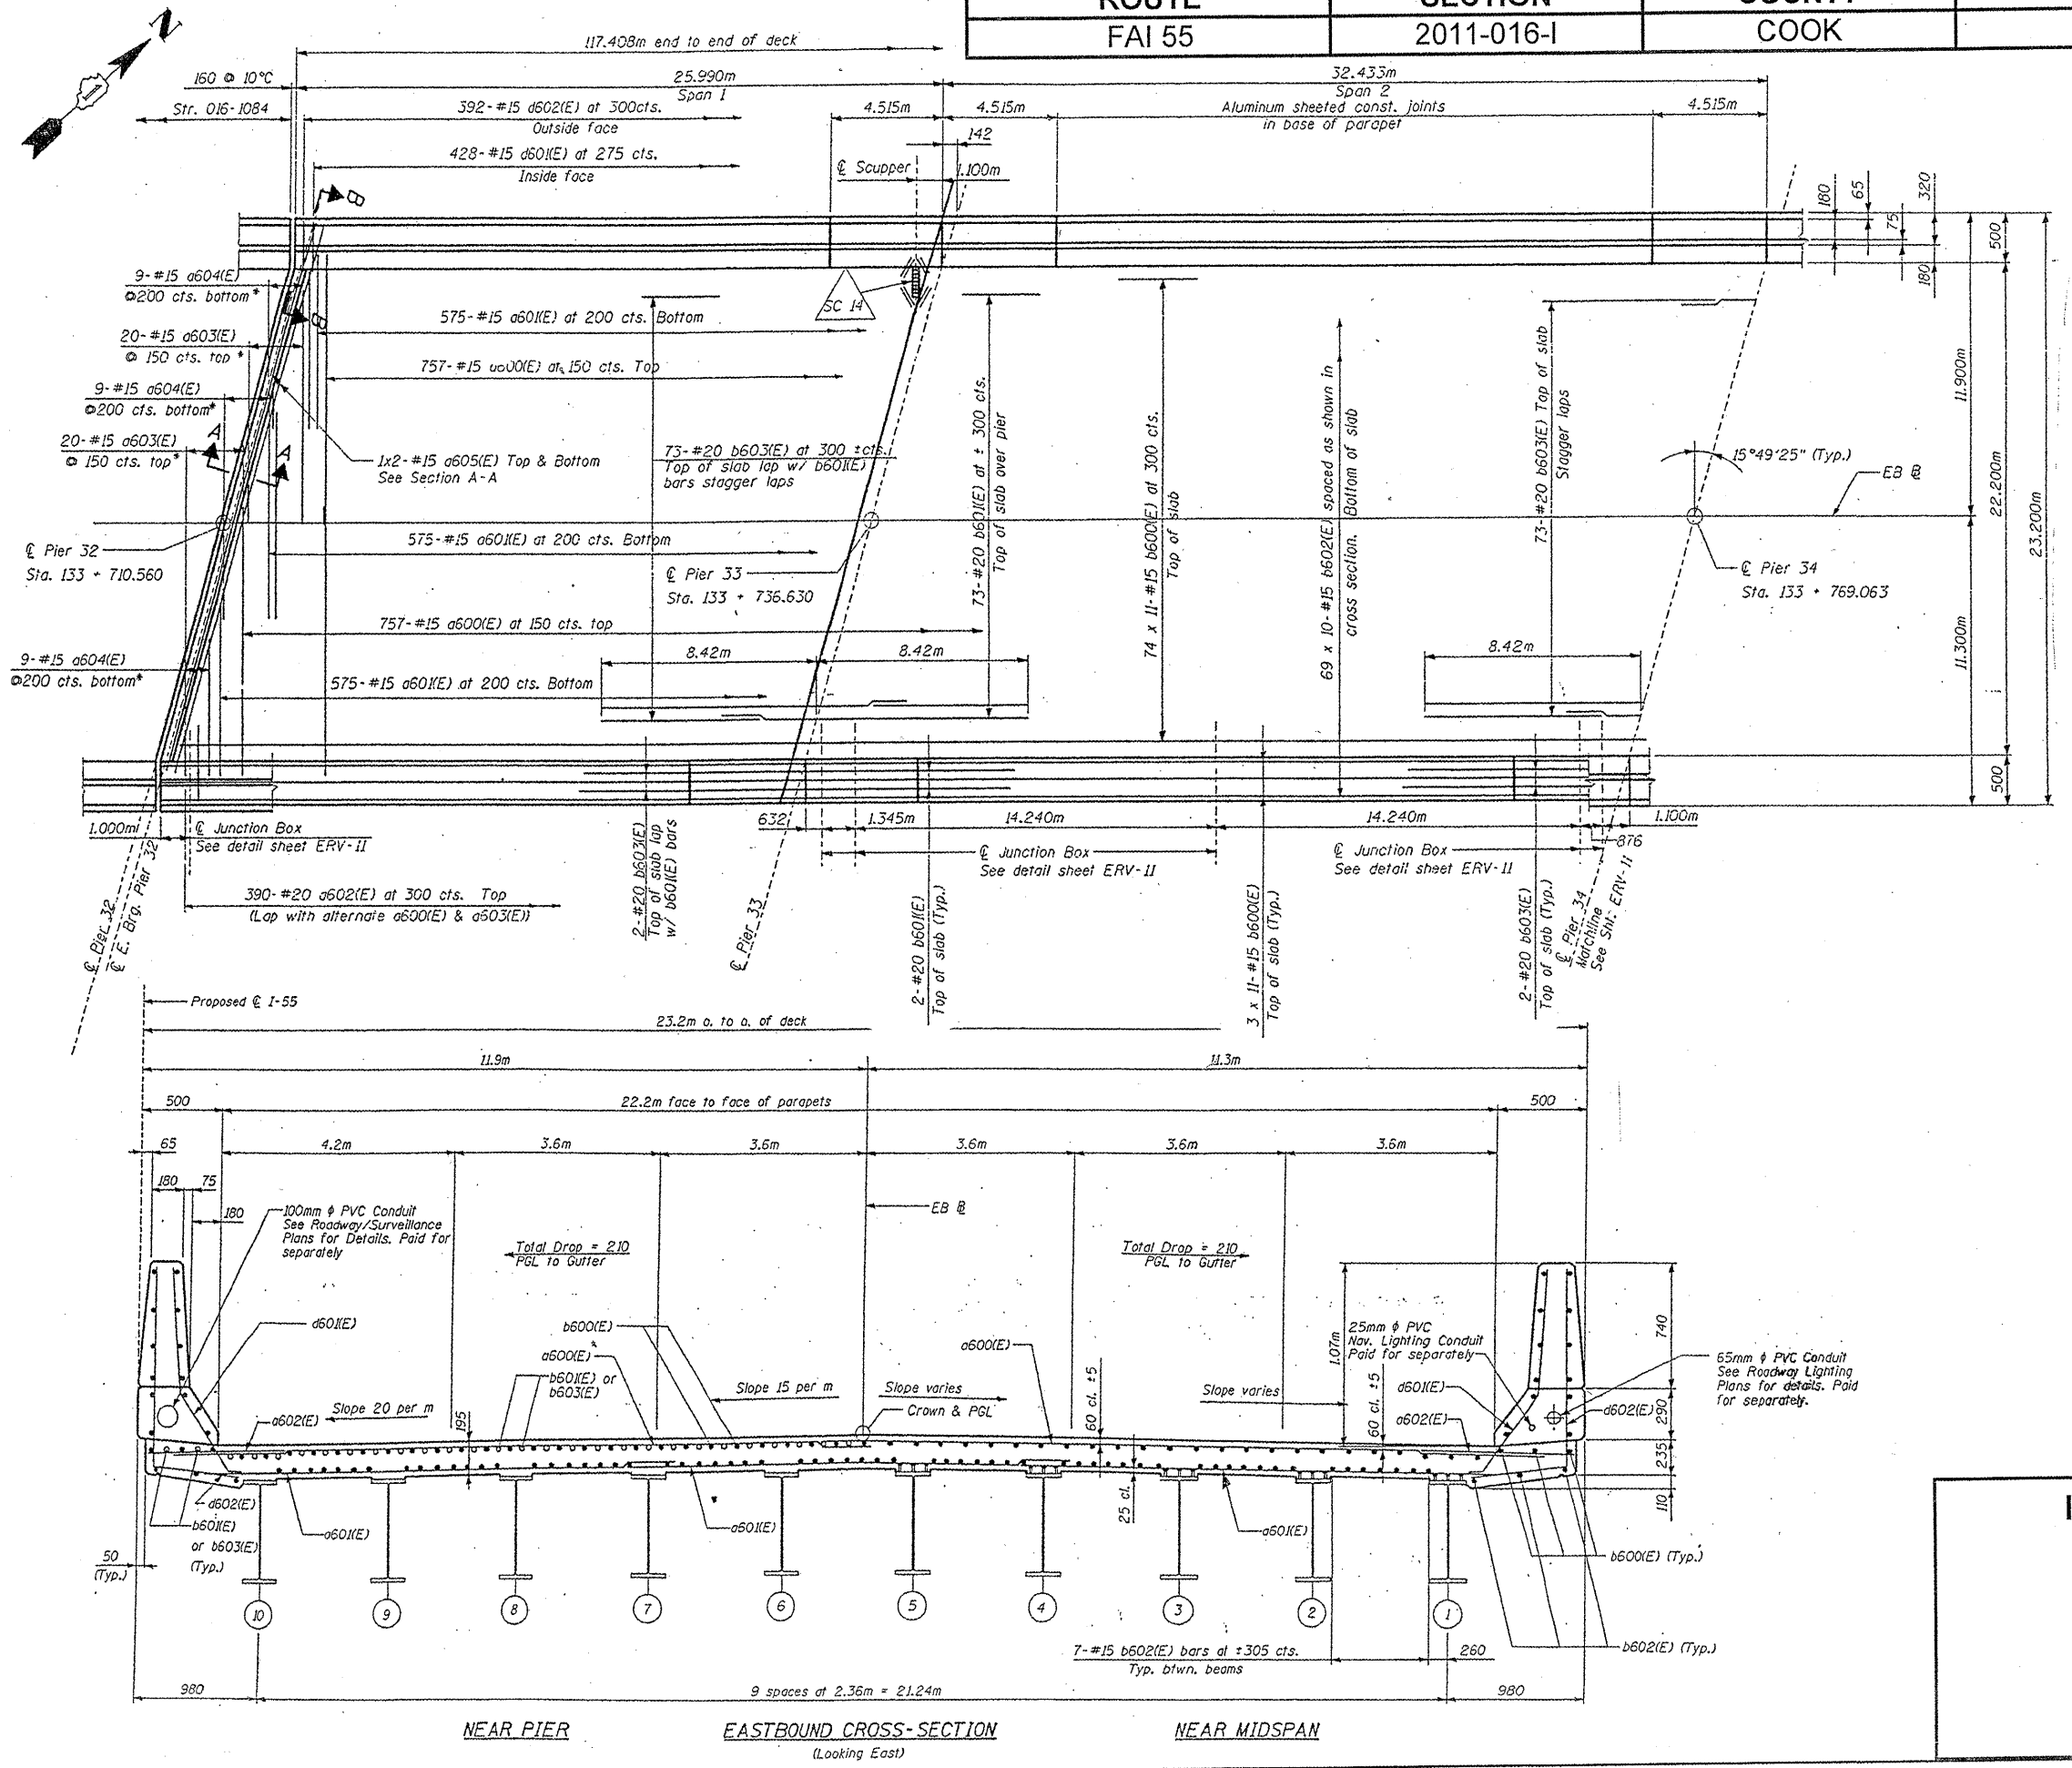 ROUTE SECTION COUNTY
FAI 55 2011-016-I COOK
N
117.408m end to end of deck
160 @ 10°C
25.990m
Span 1
32.433m
Span 2
Str. 016-1084
392-#15 d602(E) at 300cts.
Outside face
4.515m
4.515m
Aluminum sheeted const. joints
in base of parapet
4.515m
142
428-#15 d601(E) at 275 cts.
Inside face
℄ Scupper
1.100m
B
180
65
75
320
180
500
9-#15 a604(E)
@200 cts. bottom*
B
SC 14
575-#15 a601(E) at 200 cts. Bottom
20-#15 a603(E)
@ 150 cts. top *
757-#15 a600(E) at 150 cts. Top
9-#15 a604(E)
@200 cts. bottom*
20-#15 a603(E)
@ 150 cts. top*
A
A
1x2-#15 a605(E) Top & Bottom
See Section A-A
73-#20 b603(E) at 300 ±cts.
Top of slab lap w/ b601(E)
bars stagger laps
73-#20 b601(E) at ± 300 cts.
Top of slab over pier
74 x 11-#15 b600(E) at 300 cts.
Top of slab
69 x 10-#15 b602(E) spaced as shown in
cross section. Bottom of slab
73-#20 b603(E) Top of slab
Stagger laps
15°49'25" (Typ.)
EB ℄
11.900m
22.200m
23.200m
11.300m
500
℄ Pier 32
Sta. 133 + 710.560
575-#15 a601(E) at 200 cts. Bottom
℄ Pier 33
Sta. 133 + 736.630
℄ Pier 34
Sta. 133 + 769.063
757-#15 a600(E) at 150 cts. top
8.42m
8.42m
8.42m
9-#15 a604(E)
@200 cts. bottom*
575-#15 a601(E) at 200 cts. Bottom
1.000m
℄ Junction Box
See detail sheet ERV-11
632
1.345m
14.240m
14.240m
1.100m
876
℄ Junction Box
See detail sheet ERV-11
℄ Junction Box
See detail sheet ERV-11
390-#20 a602(E) at 300 cts. Top
(Lap with alternate a600(E) & a603(E))
℄ Pier 32
℄ E. Brg. Pier 32
2-#20 b603(E)
Top of slab lap
w/ b601(E) bars
℄ Pier 33
2-#20 b601(E)
Top of slab (Typ.)
3 x 11-#15 b600(E)
Top of slab (Typ.)
2-#20 b603(E)
Top of slab (Typ.)
℄ Pier 34
Matchline
See Sht. ERV-11
Proposed ℄ I-55
23.2m o. to o. of deck
11.9m
11.3m
500
22.2m face to face of parapets
500
65
4.2m
3.6m
3.6m
3.6m
3.6m
3.6m
180
75
180
100mm ϕ PVC Conduit
See Roadway/Surveillance
Plans for Details. Paid for
separately
EB ℄
Total Drop = 210
PGL to Gutter
Total Drop = 210
PGL to Gutter
d601(E)
b600(E)
a600(E)
b601(E) or
b603(E)
a600(E)
Slope 15 per m
Slope varies
Crown & PGL
60 cl. ±5
Slope varies
1.07m
25mm ϕ PVC
Nav. Lighting Conduit
Paid for separately
60 cl. ±5
d601(E)
a602(E)
d602(E)
740
290
235
110
65mm ϕ PVC Conduit
See Roadway Lighting
Plans for details. Paid
for separately.
a602(E)
Slope 20 per m
195
25 cl.
d602(E)
b601(E)
or b603(E)
(Typ.)
a601(E)
a601(E)
a601(E)
b600(E) (Typ.)
50
(Typ.)
10 9 8 7 6 5 4 3 2 1
7-#15 b602(E) bars at ±305 cts.
Typ. btwn. beams
260
b602(E) (Typ.)
980
9 spaces at 2.36m = 21.24m
980
NEAR PIER
EASTBOUND CROSS-SECTION
(Looking East)
NEAR MIDSPAN